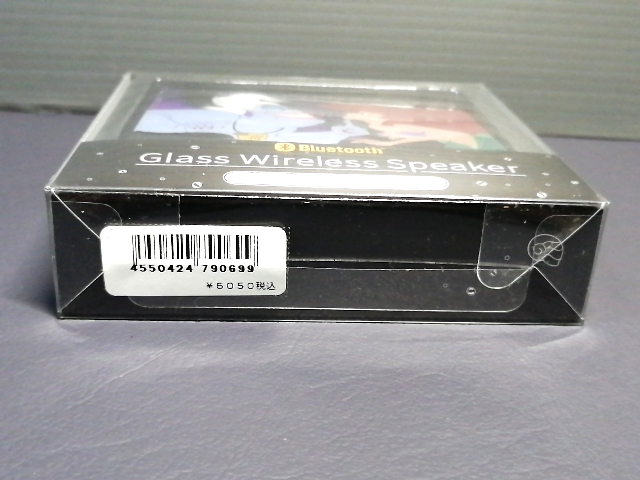 Bluetooth
Glass Wireless Speaker
4550424 790699
￥6050税込